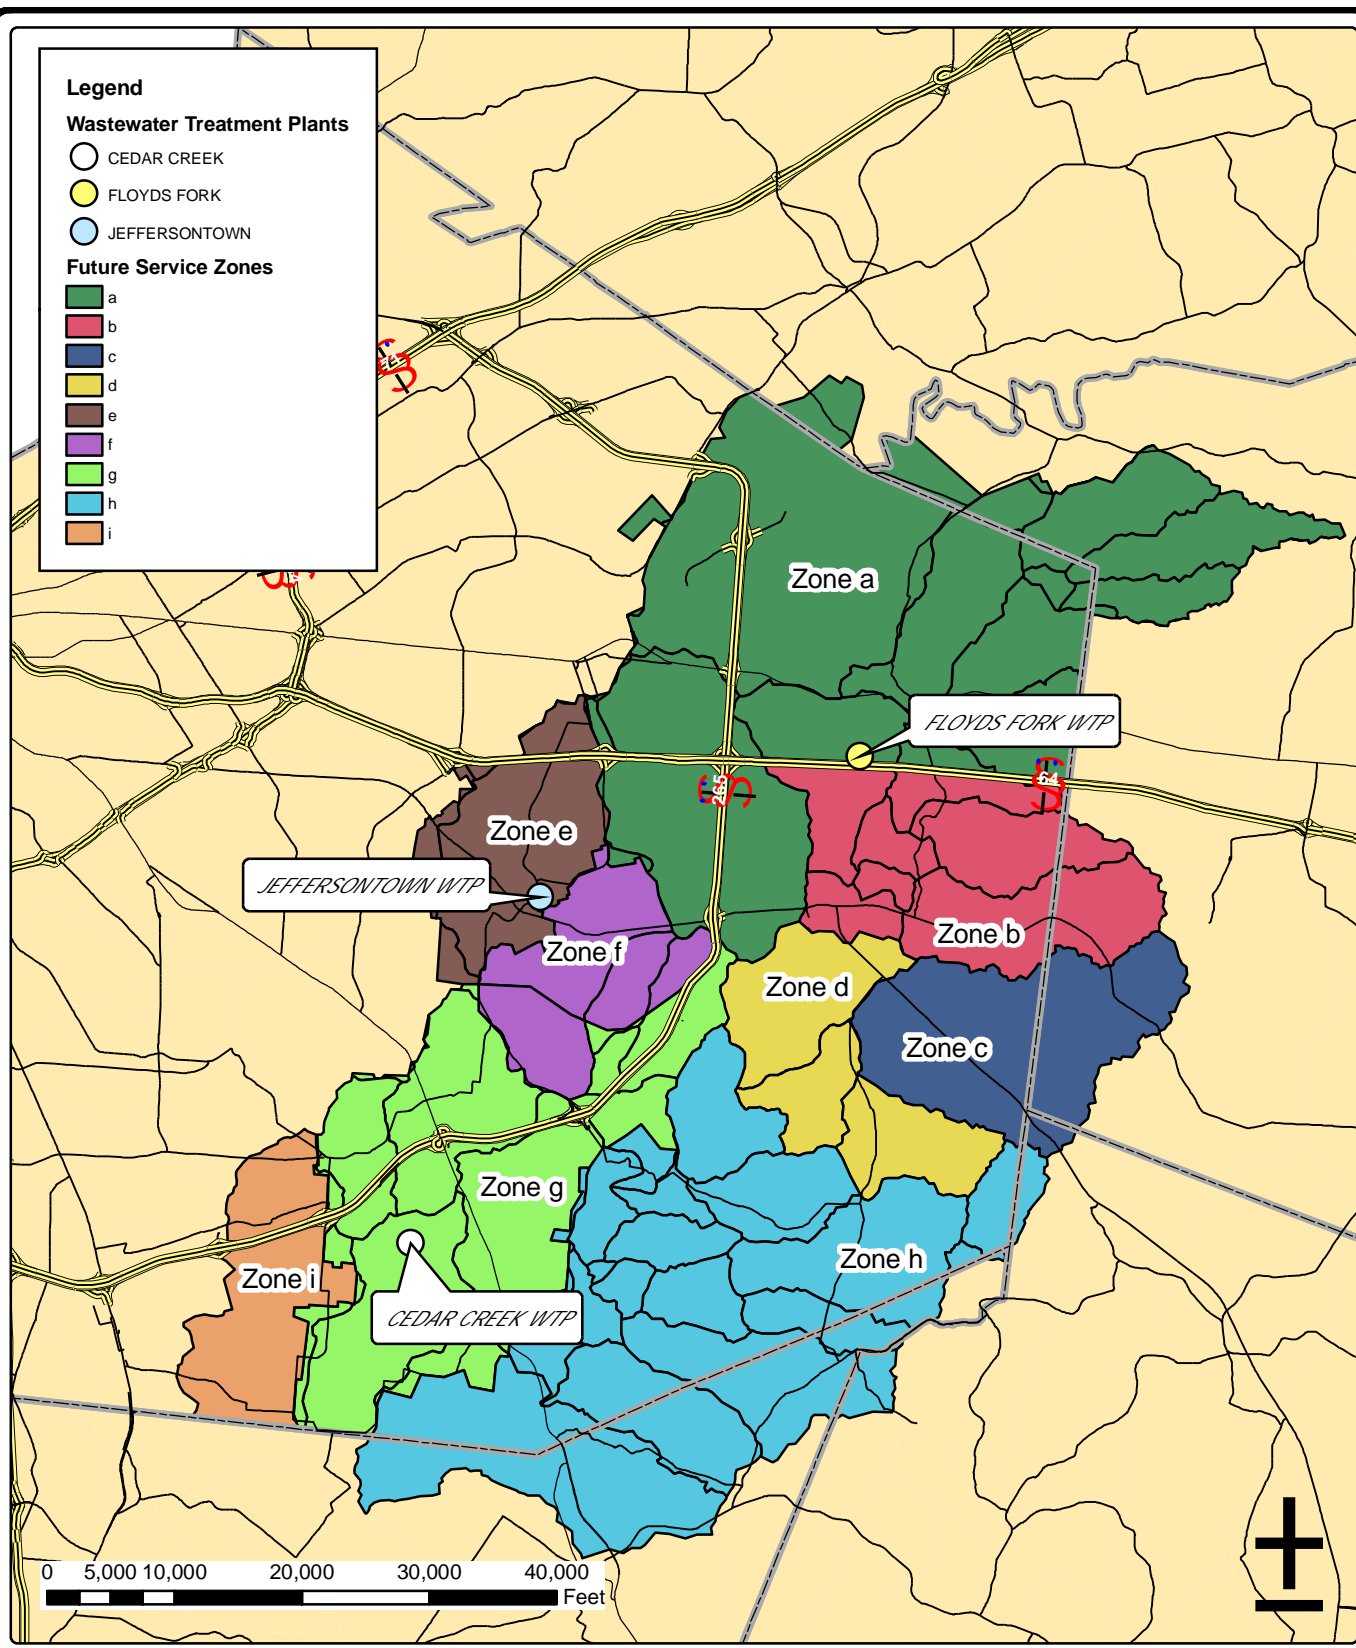 Legend
Wastewater Treatment Plants
CEDAR CREEK
FLOYDS FORK
JEFFERSONTOWN
Future Service Zones
a
b
c
d
e
f
g
h
i
Zone a
FLOYDS FORK WTP
64
265
Zone e
JEFFERSONTOWN WTP
Zone b
Zone f
Zone d
Zone c
Zone g
Zone h
Zone i
CEDAR CREEK WTP
0 5,000 10,000 20,000 30,000 40,000
Feet